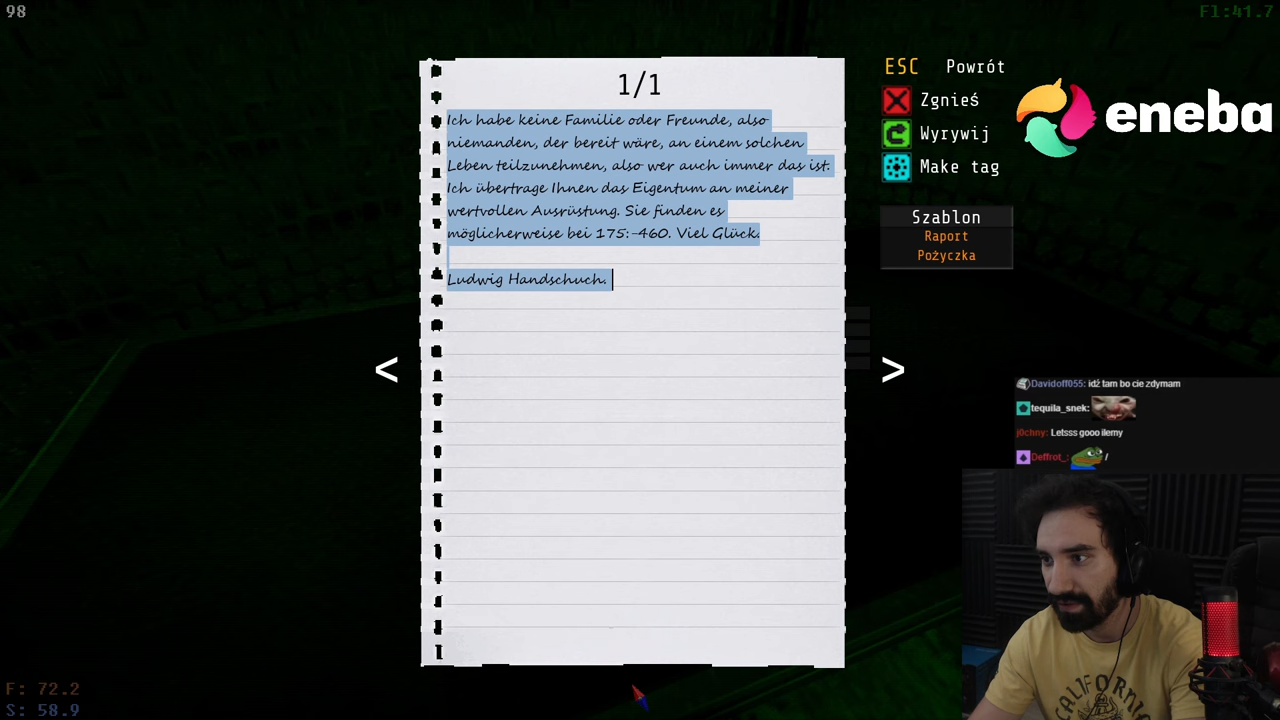 98
Fl:41.7
1/1
Ich habe keine Familie oder Freunde, also
niemanden, der bereit wäre, an einem solchen
Leben teilzunehmen, also wer auch immer das ist.
Ich übertrage Ihnen das Eigentum an meiner
wertvollen Ausrüstung. Sie finden es
möglicherweise bei 175:-460. Viel Glück.
Ludwig Handschuch.
<
>
ESC Powrót
Zgnieś
Wyrywij
Make tag
Szablon
Raport
Pożyczka
eneba
Davidoff055: idź tam bo cie zdymam
tequila_snek:
j0chny: Letsss gooo ilemy
Deffrot_: /
CALIFORNIA
F: 72.2
S: 58.9